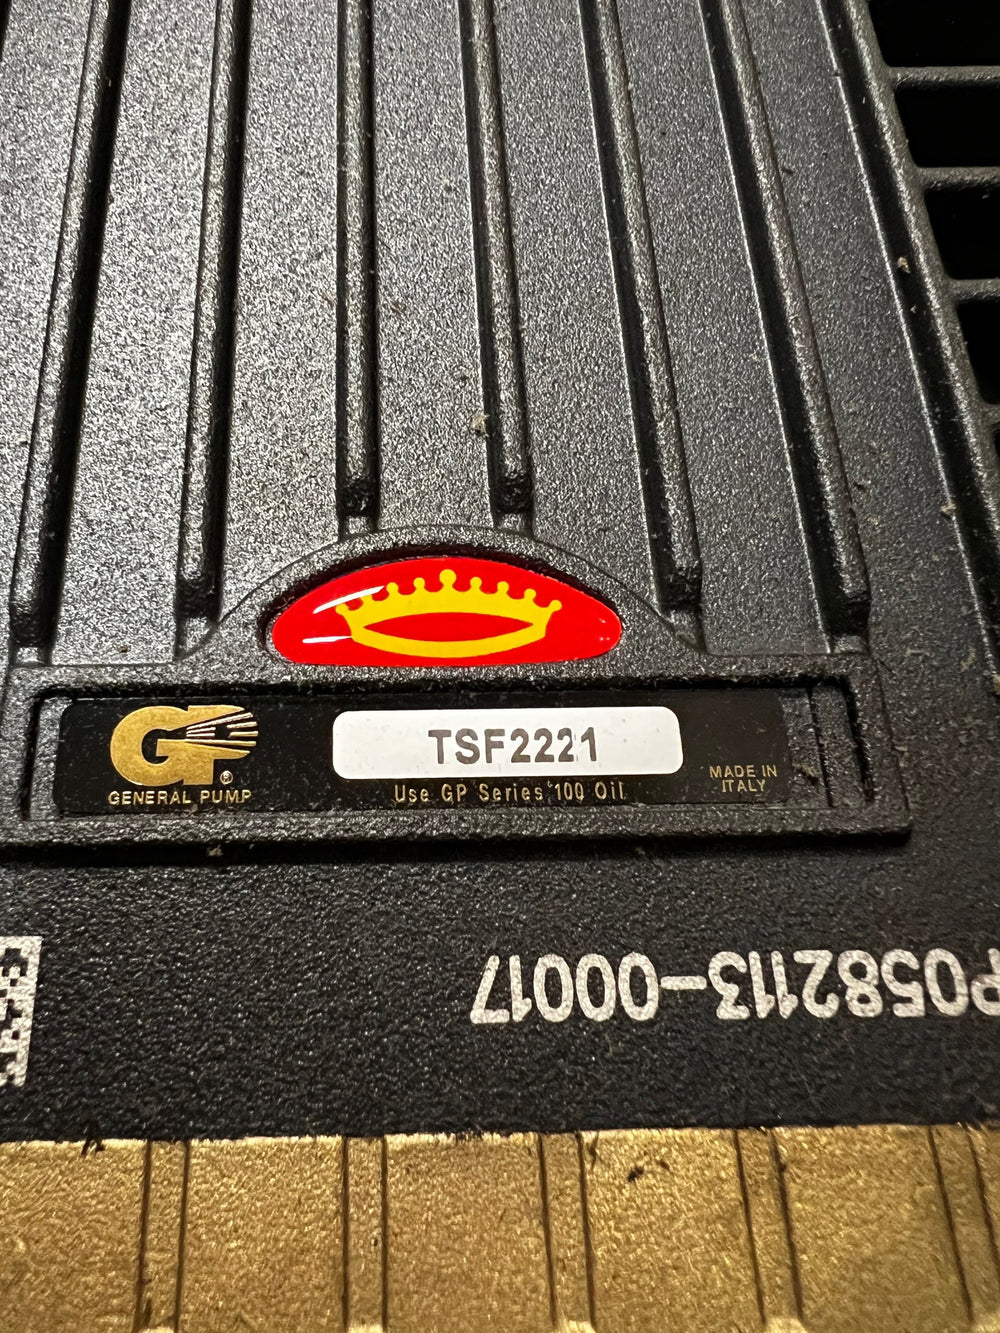 GP®
GENERAL PUMP
TSF2221
Use GP Series 100 Oil
MADE IN
ITALY
P0582113-00017